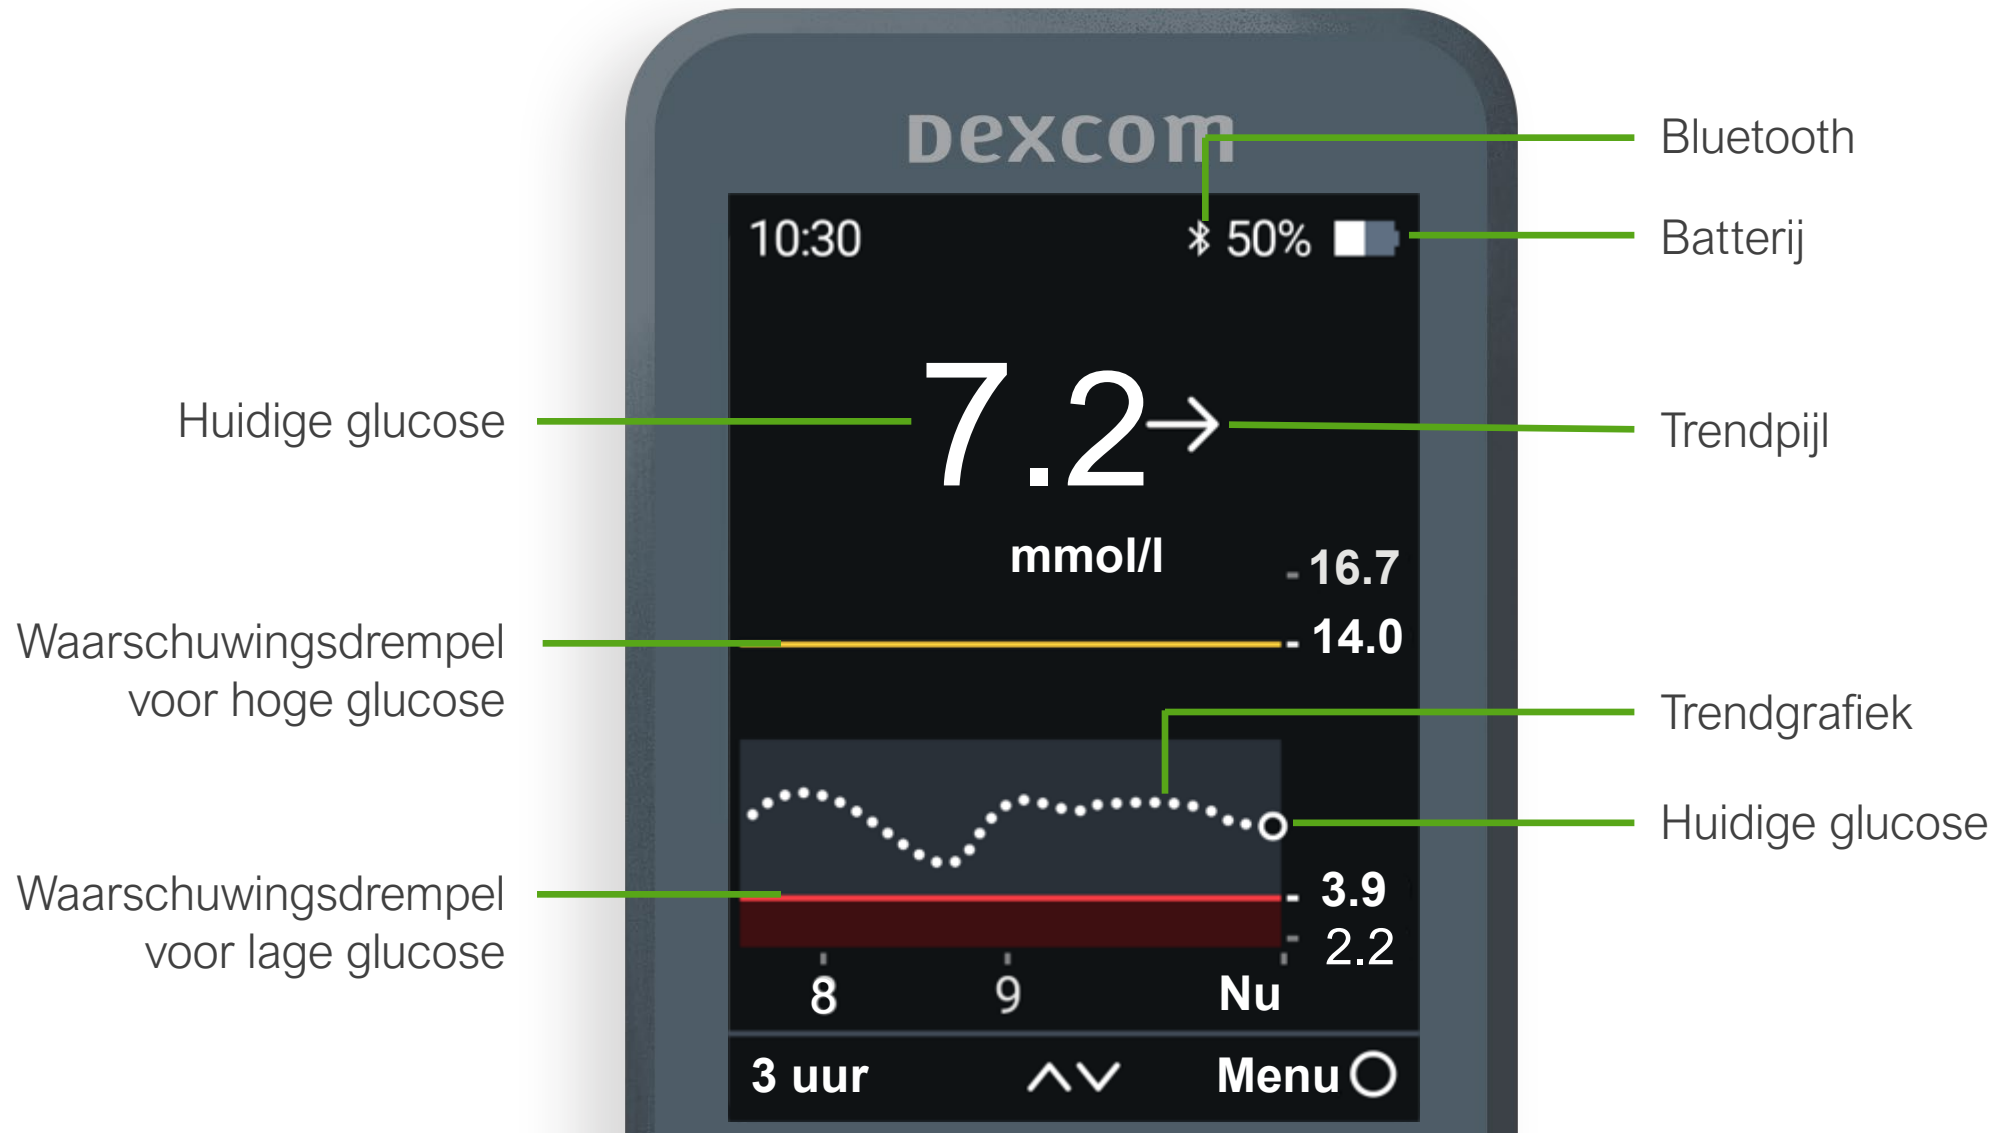 Dexcom
Bluetooth
10:30
50%
Batterij
Huidige glucose
7.2
Trendpijl
mmol/l
16.7
Waarschuwingsdrempel
voor hoge glucose
14.0
Trendgrafiek
Huidige glucose
Waarschuwingsdrempel
voor lage glucose
3.9
2.2
8
9
Nu
3 uur
Menu